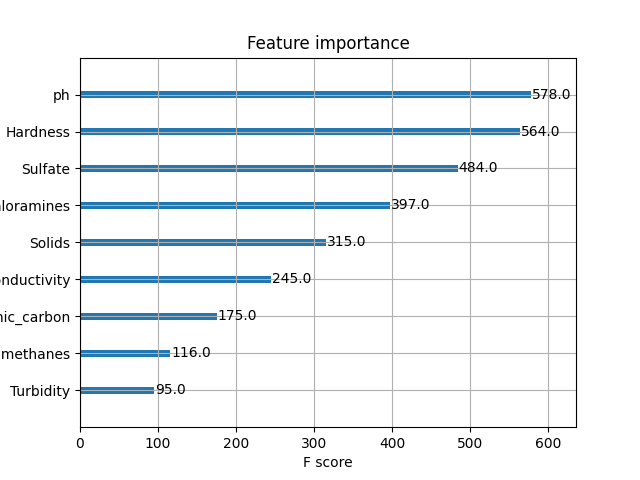 Feature importance
ph
578.0
Hardness
564.0
Sulfate
484.0
loramines
397.0
Solids
315.0
onductivity
245.0
nic_carbon
175.0
methanes
116.0
Turbidity
95.0
0 100 200 300 400 500 600
F score